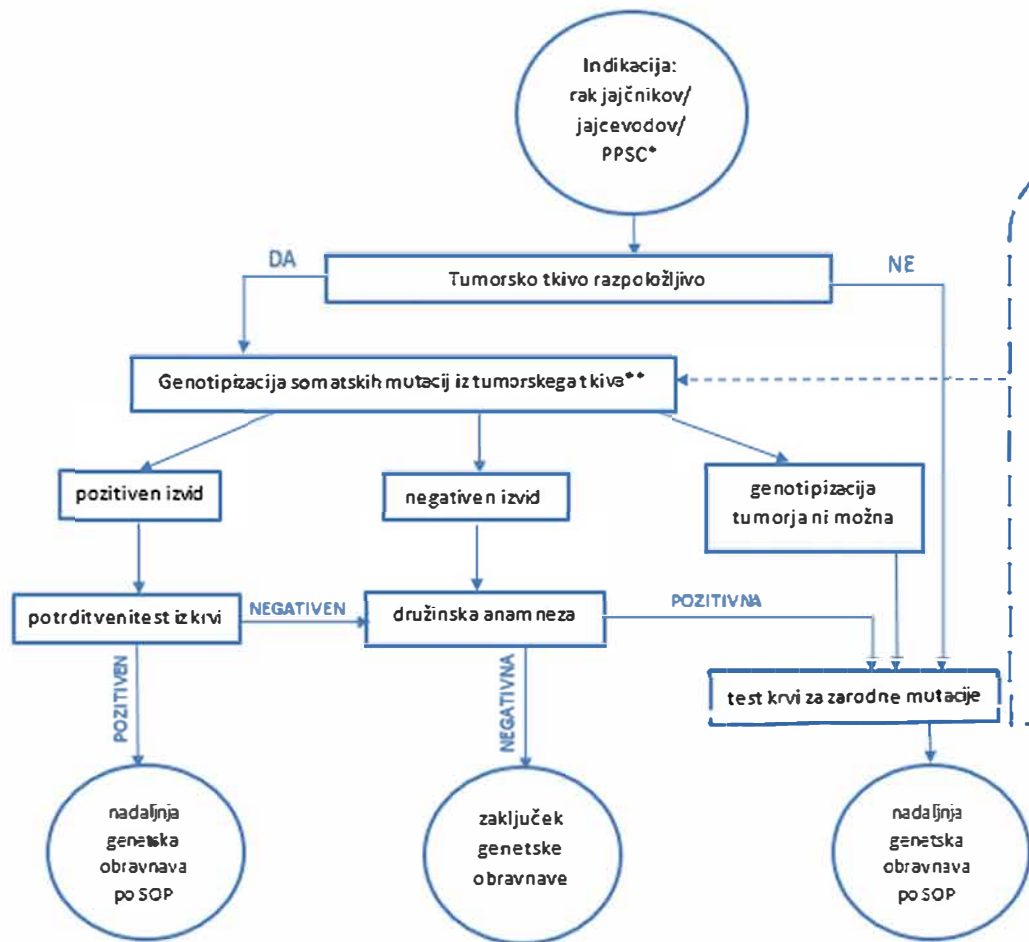 Indikacija:
rak jajčnikov/
jajcevodov/
PPSC*
DA
NE
Tumorsko tkivo razpoložljivo
Genotipizacija somatskih mutacij iz tumorskega tkiva**
pozitiven izvid
negativen izvid
genotipizacija
tumorja ni možna
potrditveni test iz krvi
NEGATIVEN
družinska anamneza
POZITIVNA
test krvi za zarodne mutacije
POZITIVEN
NEGATIVNA
nadaljnja
genetska
obravnava
po SOP
zaključek
genetske
obravnave
nadaljnja
genetska
obravnava
po SOP